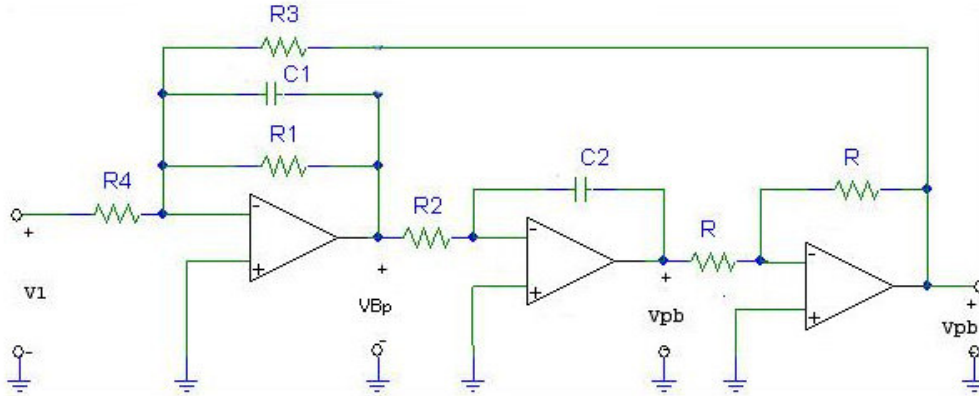 R3
C1
R1
R4
-
+
R2
C2
-
+
R
R
-
+
+
V1
-
+
VBp
-
+
Vpb
-
+
Vpb
-